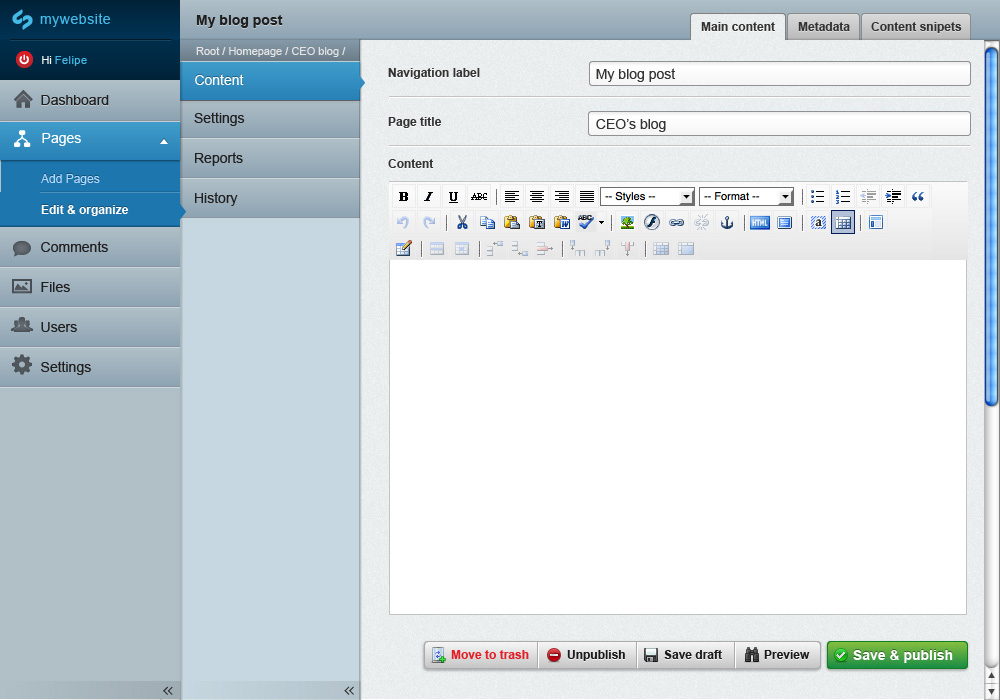 mywebsite
Hi Felipe
Dashboard
Pages
Add Pages
Edit & organize
Comments
Files
Users
Settings
«
My blog post
Root / Homepage / CEO blog /
Content
Settings
Reports
History
«
Main content
Metadata
Content snipets
Navigation label
My blog post
Page title
CEO's blog
Content
B I U ABC -- Styles -- -- Format --
ABC T W HTML a
Move to trash
Unpublish
Save draft
Preview
Save & publish